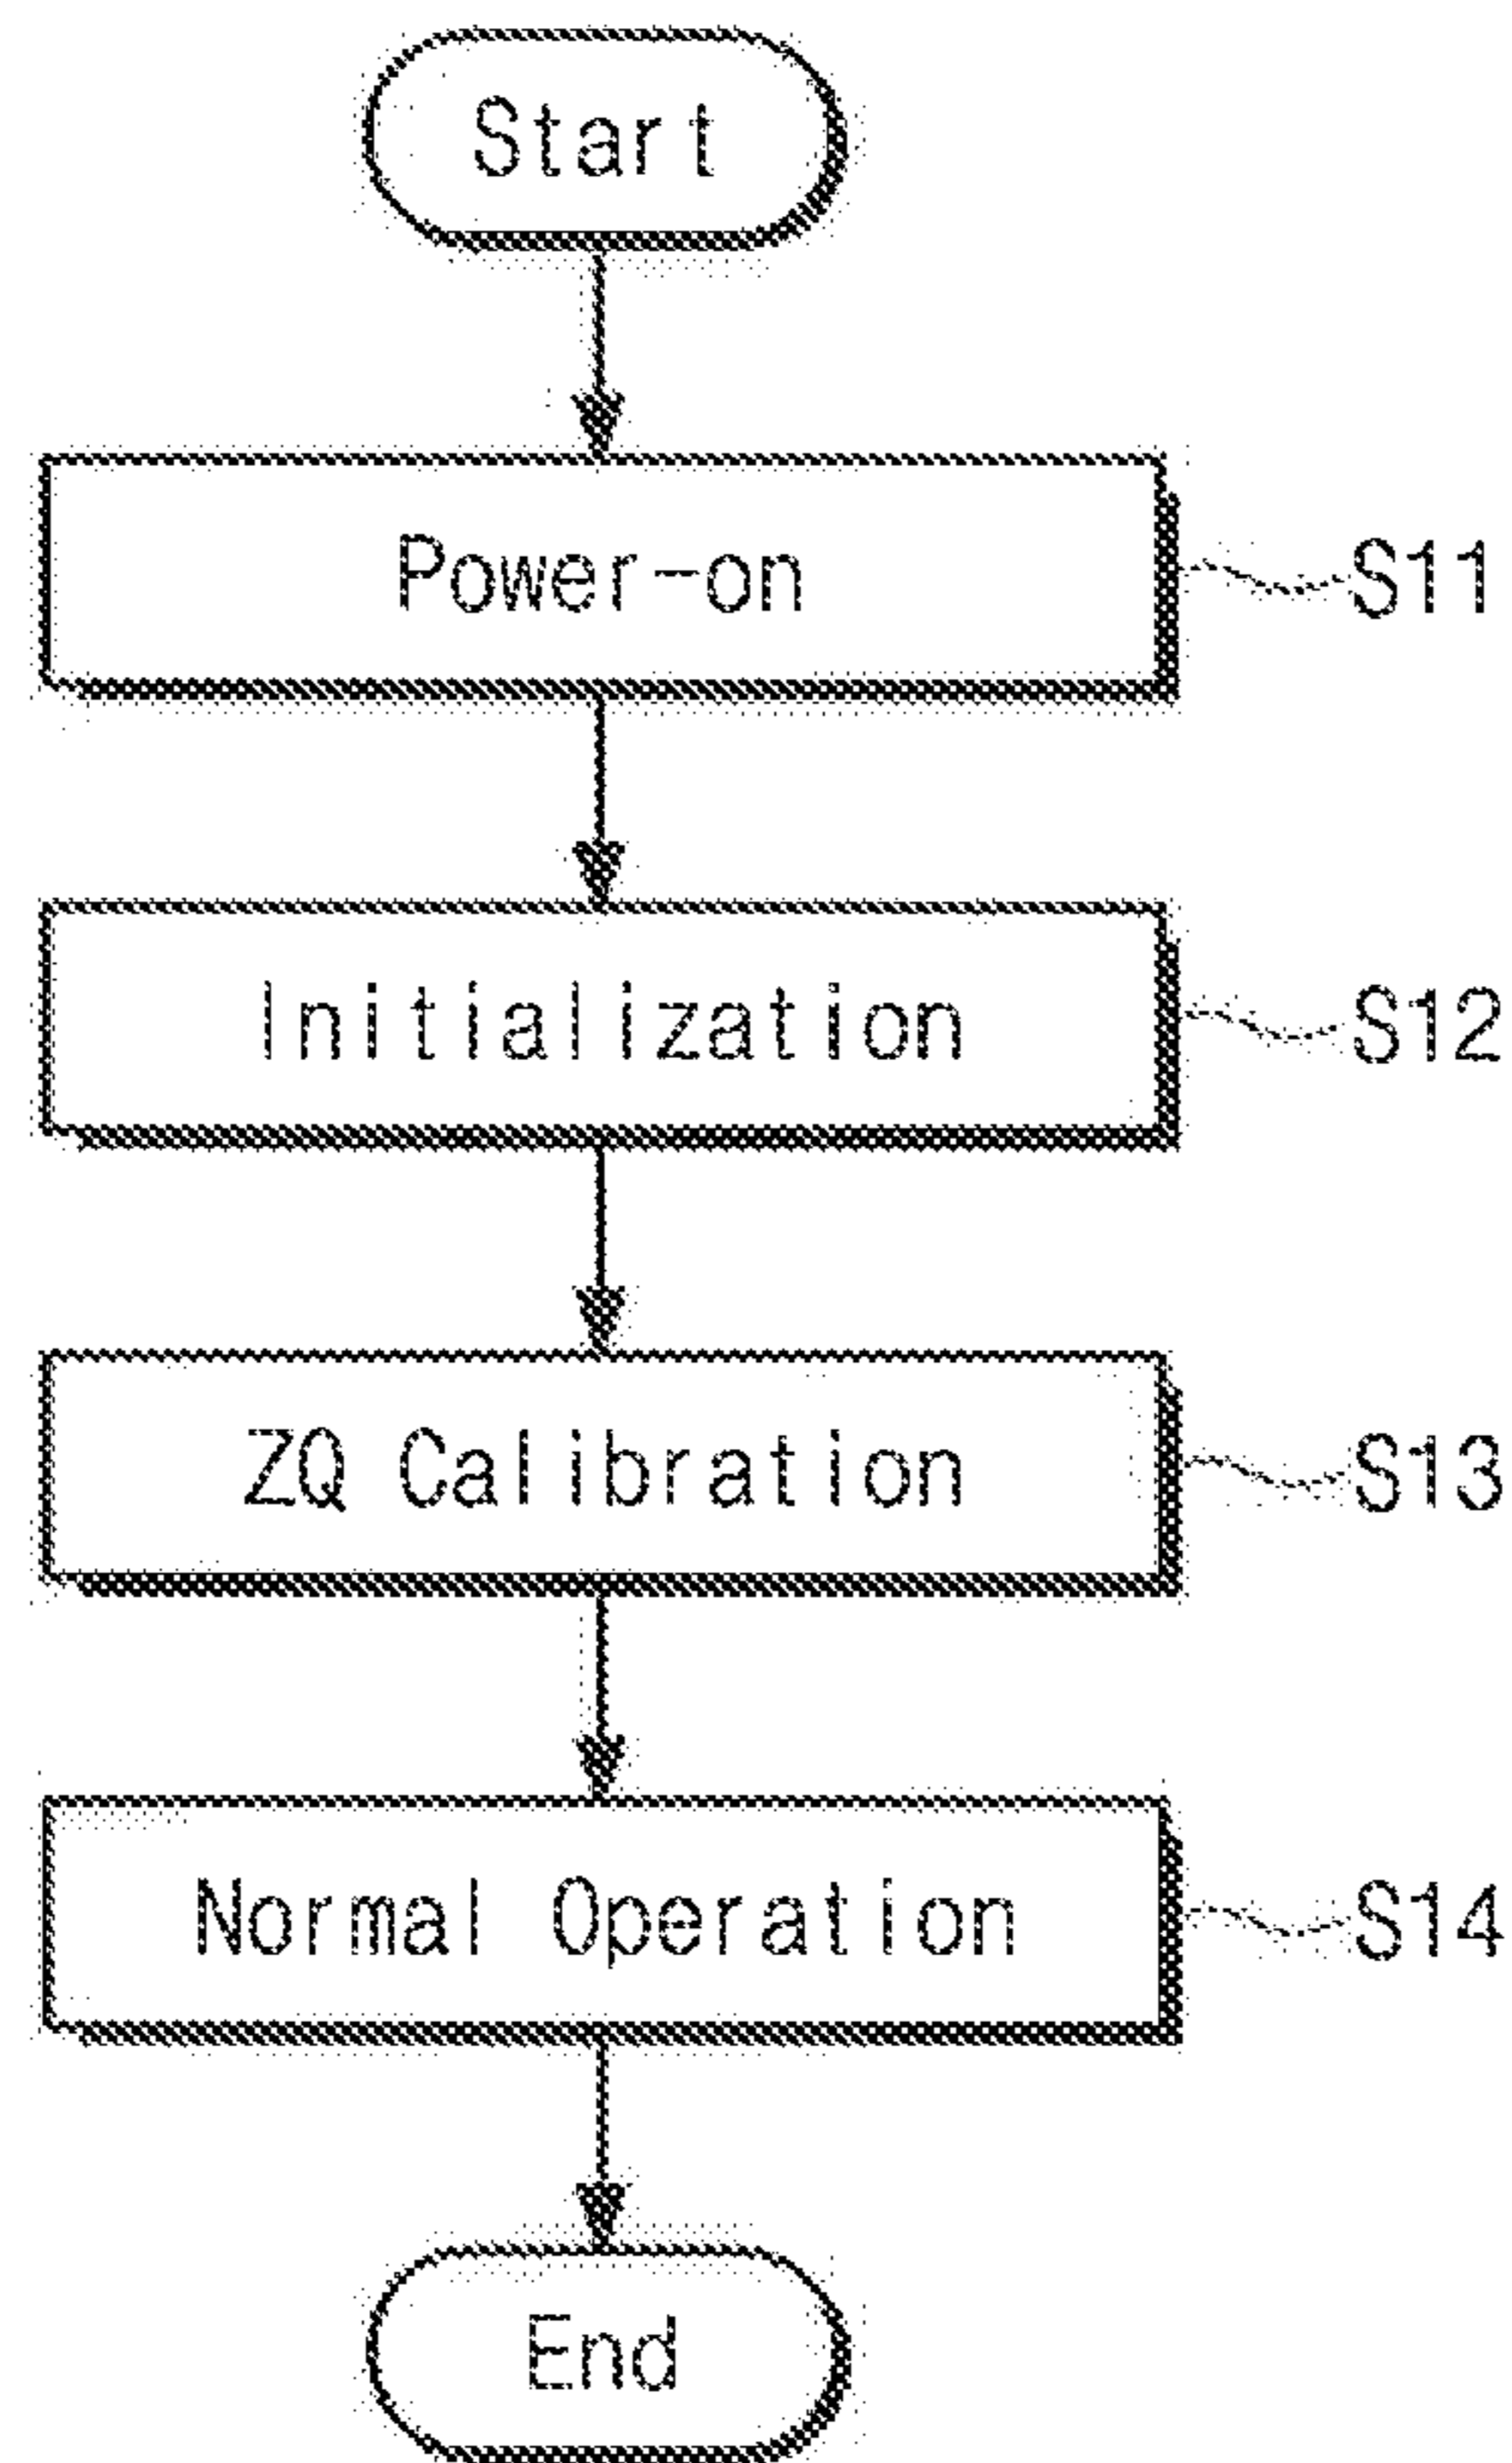 Start
Power-on
S11
Initialization
S12
ZQ Calibration
S13
Normal Operation
S14
End